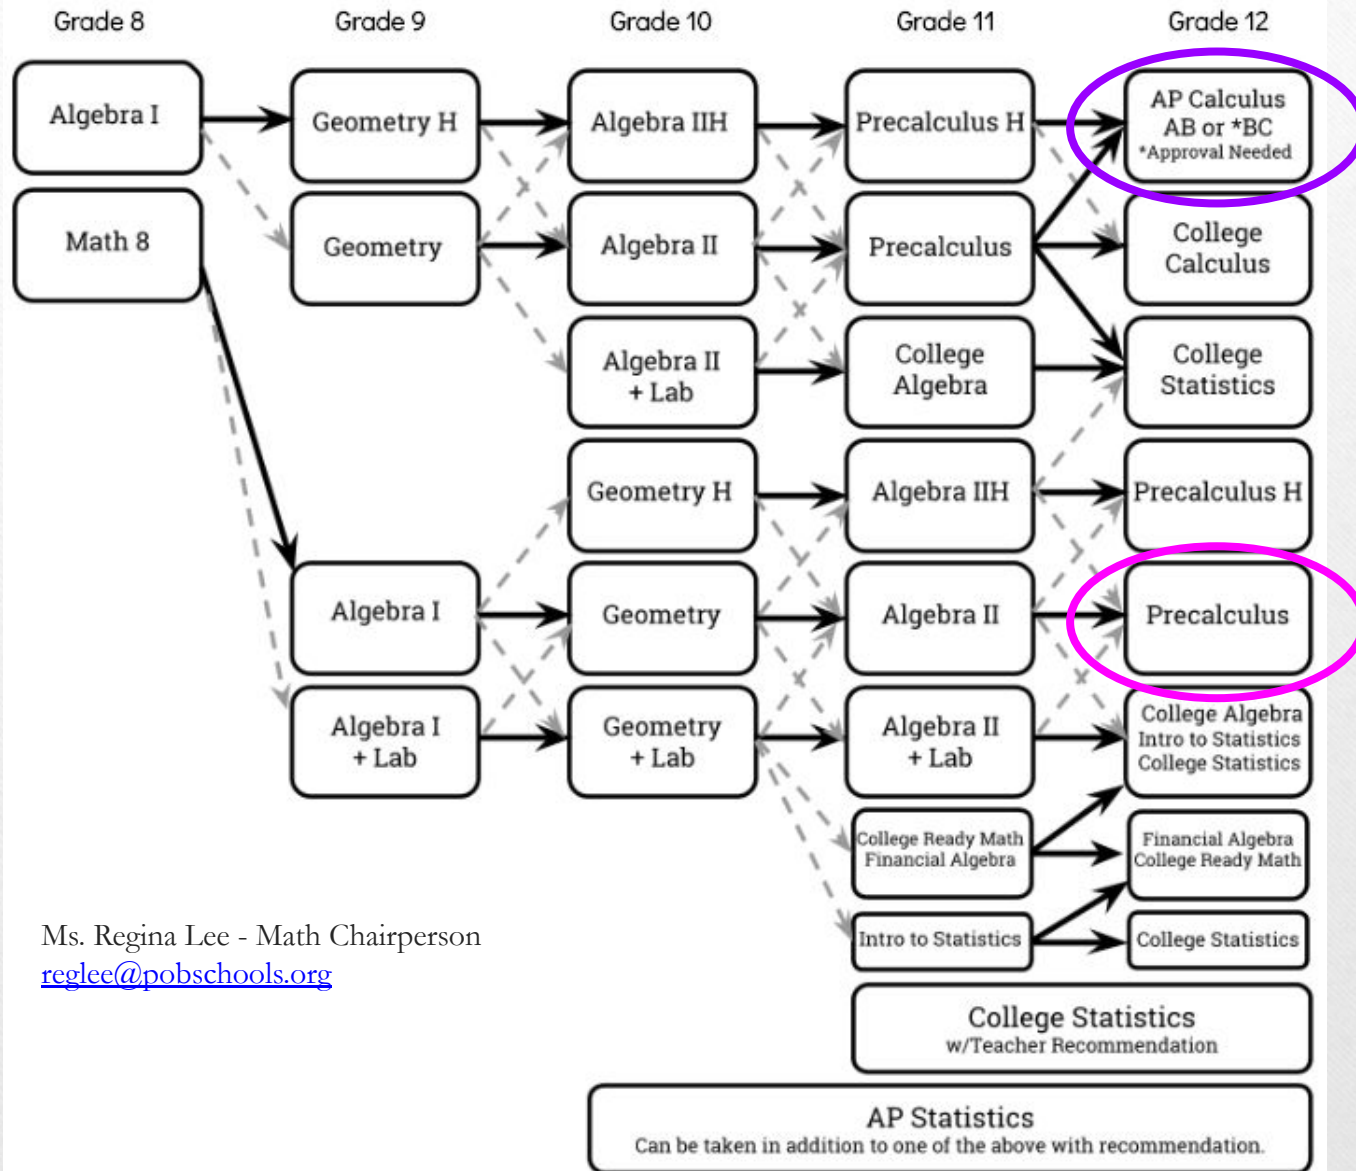 Grade 8
Grade 9
Grade 10
Grade 11
Grade 12
Algebra I
Geometry H
Algebra IIH
Precalculus H
AP Calculus
AB or *BC
*Approval Needed
Math 8
Geometry
Algebra II
Precalculus
College
Calculus
Algebra II
+ Lab
College
Algebra
College
Statistics
Geometry H
Algebra IIH
Precalculus H
Algebra I
Geometry
Algebra II
Precalculus
Algebra I
+ Lab
Geometry
+ Lab
Algebra II
+ Lab
College Algebra
Intro to Statistics
College Statistics
College Ready Math
Financial Algebra
Financial Algebra
College Ready Math
Intro to Statistics
College Statistics
Ms. Regina Lee - Math Chairperson
reglee@pobschools.org
College Statistics
w/Teacher Recommendation
AP Statistics
Can be taken in addition to one of the above with recommendation.